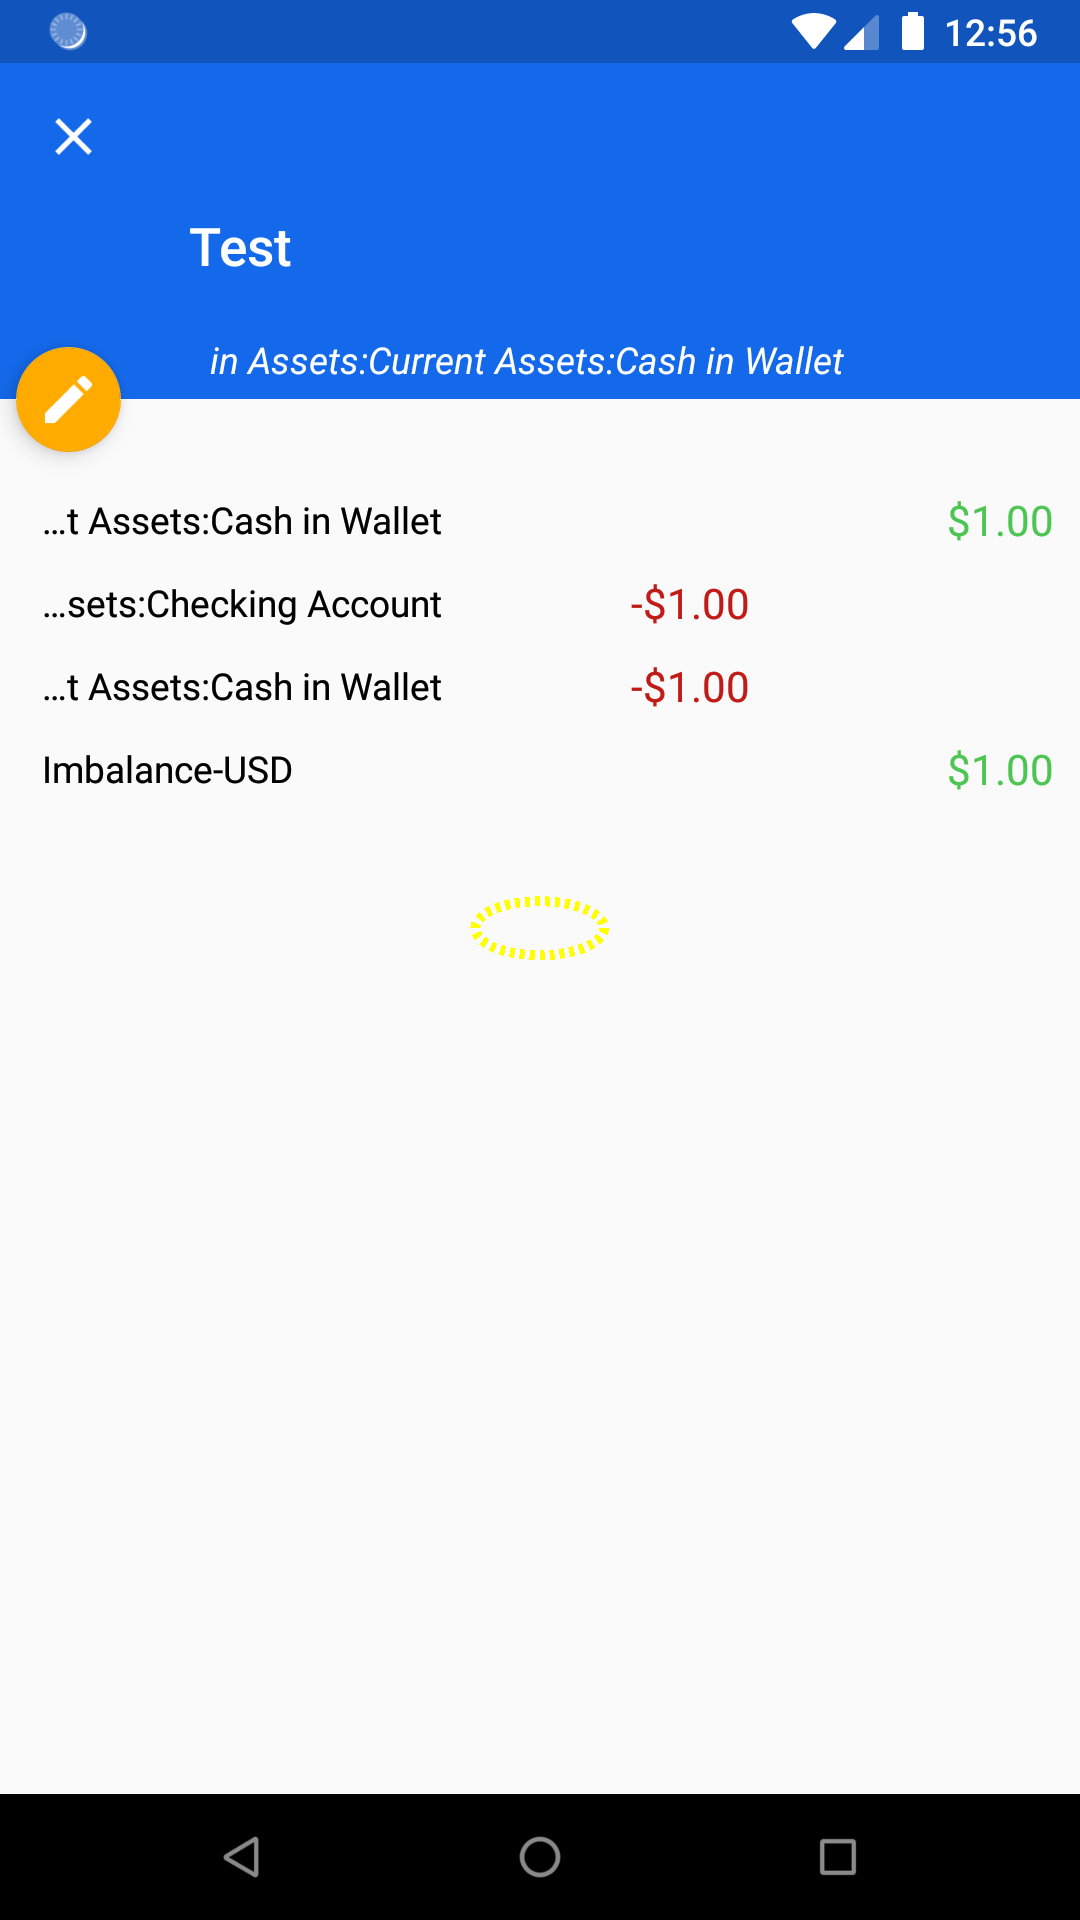 12:56
Test
in Assets:Current Assets:Cash in Wallet
…t Assets:Cash in Wallet $1.00
…sets:Checking Account -$1.00
…t Assets:Cash in Wallet -$1.00
Imbalance-USD $1.00